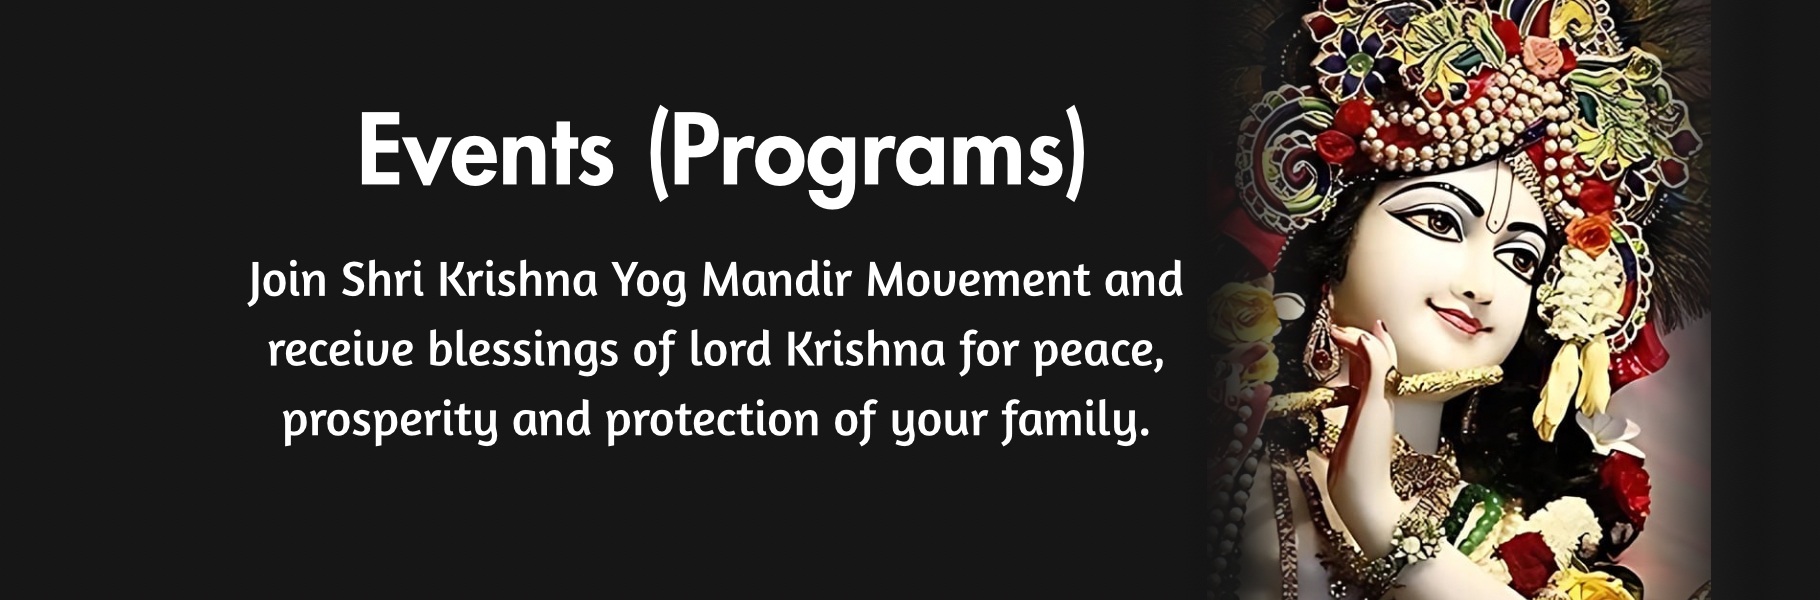 Events (Programs)
Join Shri Krishna Yog Mandir Movement and
receive blessings of lord Krishna for peace,
prosperity and protection of your family.